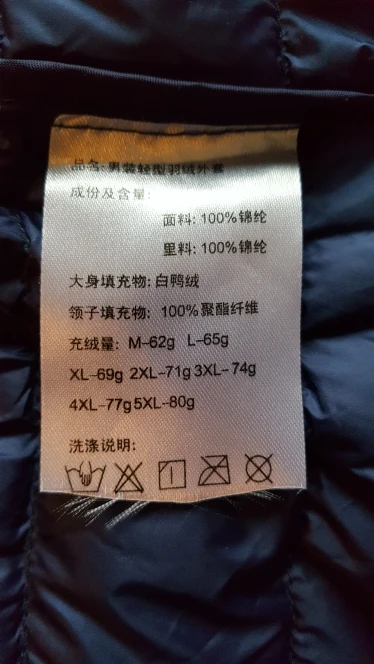 品名: 男装轻型羽绒外套
成份及含量:
面料: 100%锦纶
里料: 100%锦纶
大身填充物: 白鸭绒
领子填充物: 100%聚酯纤维
充绒量: M-62g L-65g
XL-69g 2XL-71g 3XL-74g
4XL-77g 5XL-80g
洗涤说明: